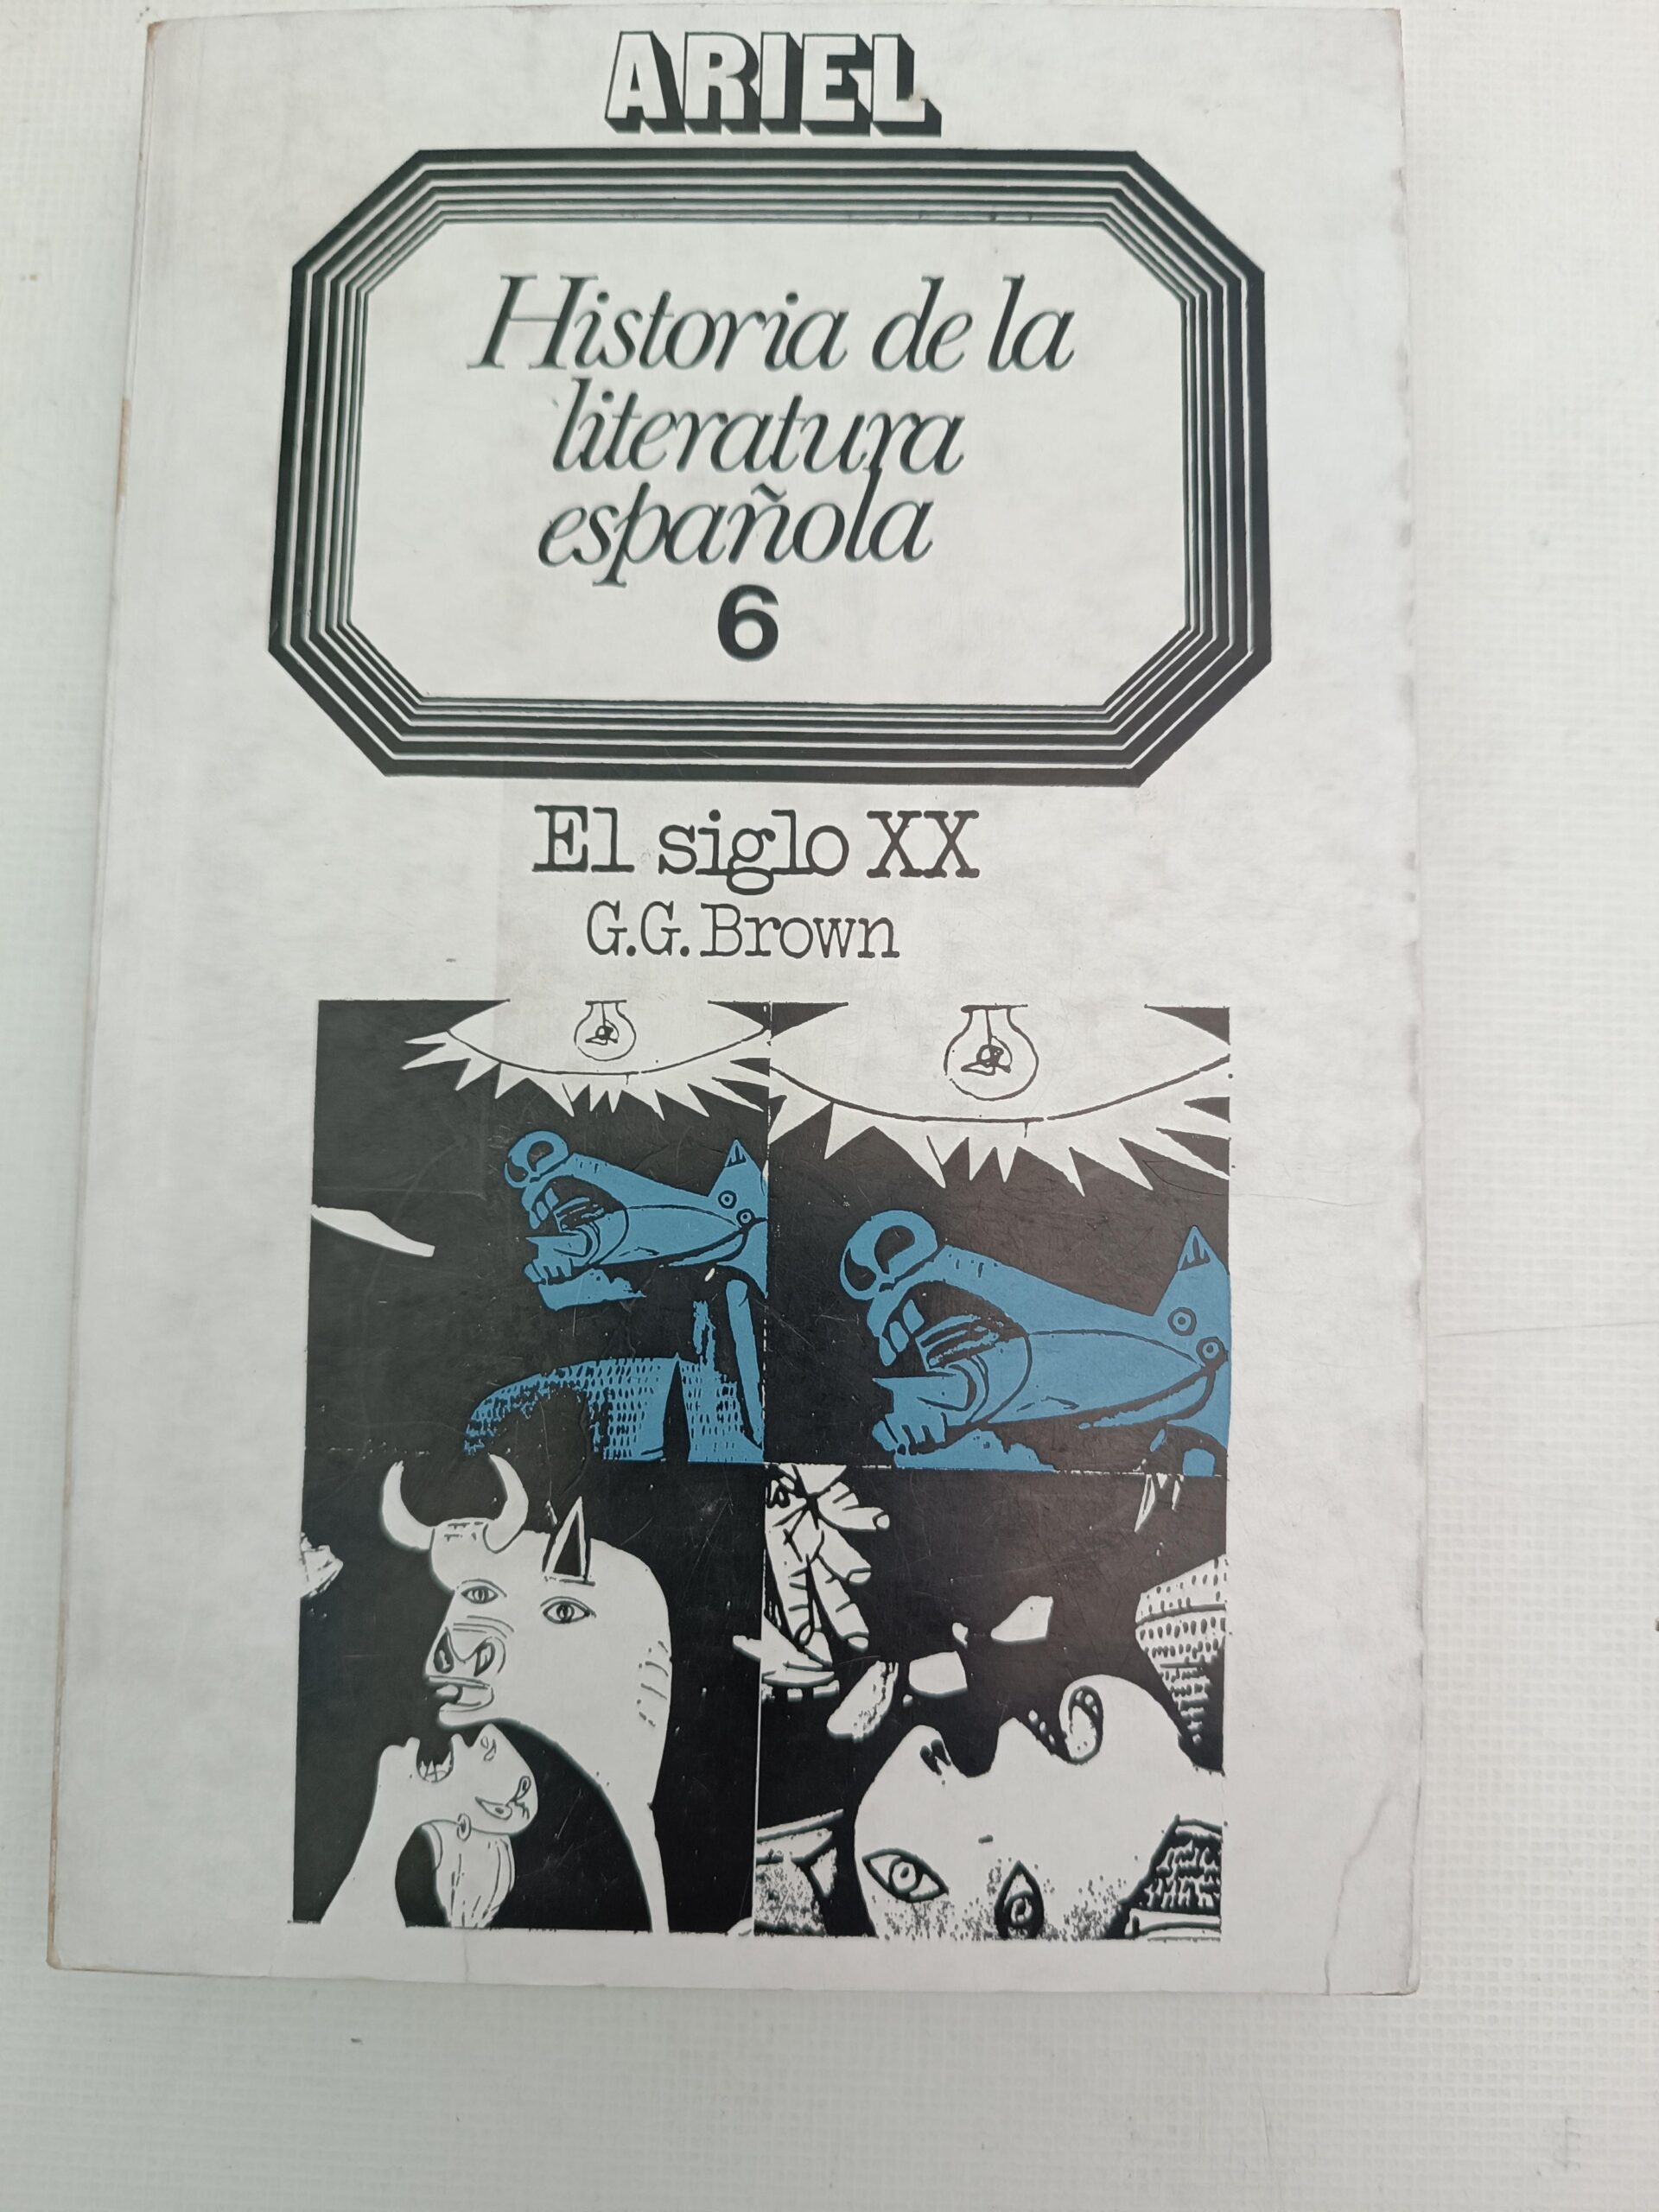 ARIEL
Historia de la
literatura
española
6
El siglo XX
G.G. Brown